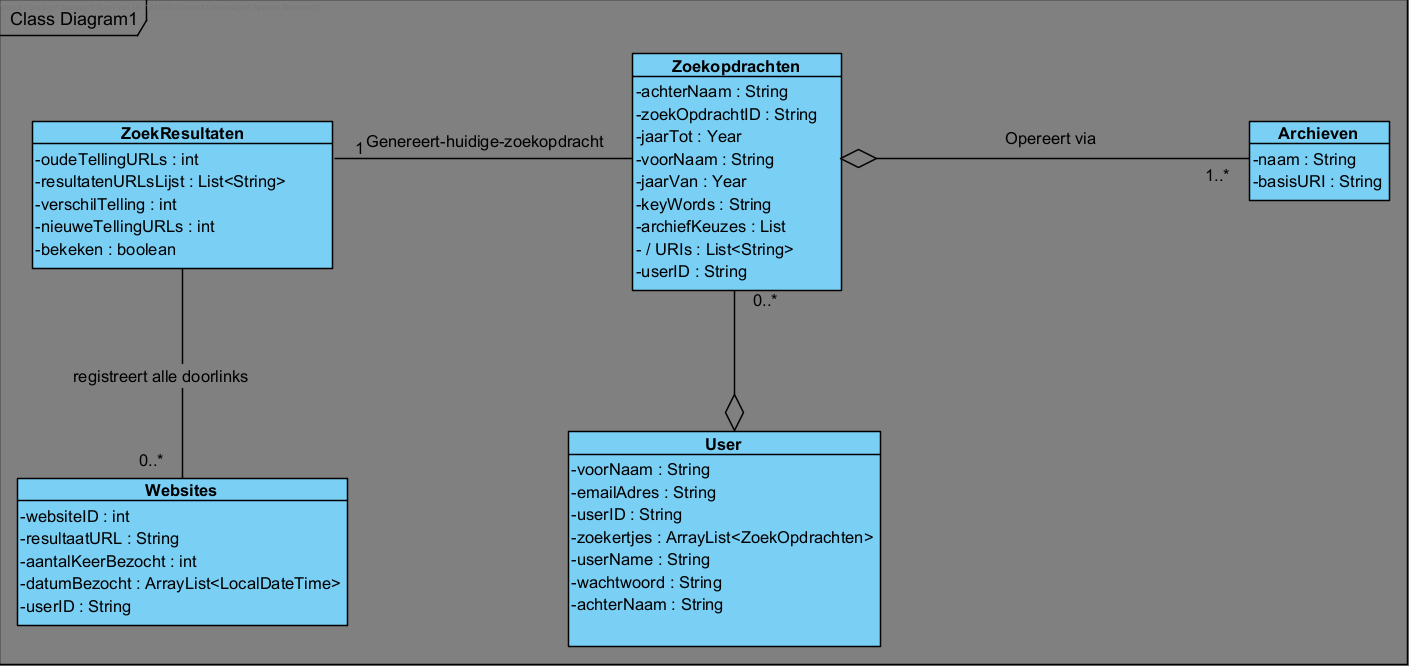 Class Diagram1
Zoekopdrachten
-achterNaam : String
-zoekOpdrachtID : String
-jaarTot : Year
-voorNaam : String
-jaarVan : Year
-keyWords : String
-archiefKeuzes : List
- / URIs : List<String>
-userID : String
ZoekResultaten
-oudeTellingURLs : int
-resultatenURLsLijst : List<String>
-verschilTelling : int
-nieuweTellingURLs : int
-bekeken : boolean
1
Genereert-huidige-zoekopdracht
Opereert via
1..*
Archieven
-naam : String
-basisURI : String
0..*
registreert alle doorlinks
0..*
Websites
-websiteID : int
-resultaatURL : String
-aantalKeerBezocht : int
-datumBezocht : ArrayList<LocalDateTime>
-userID : String
User
-voorNaam : String
-emailAdres : String
-userID : String
-zoekertjes : ArrayList<ZoekOpdrachten>
-userName : String
-wachtwoord : String
-achterNaam : String